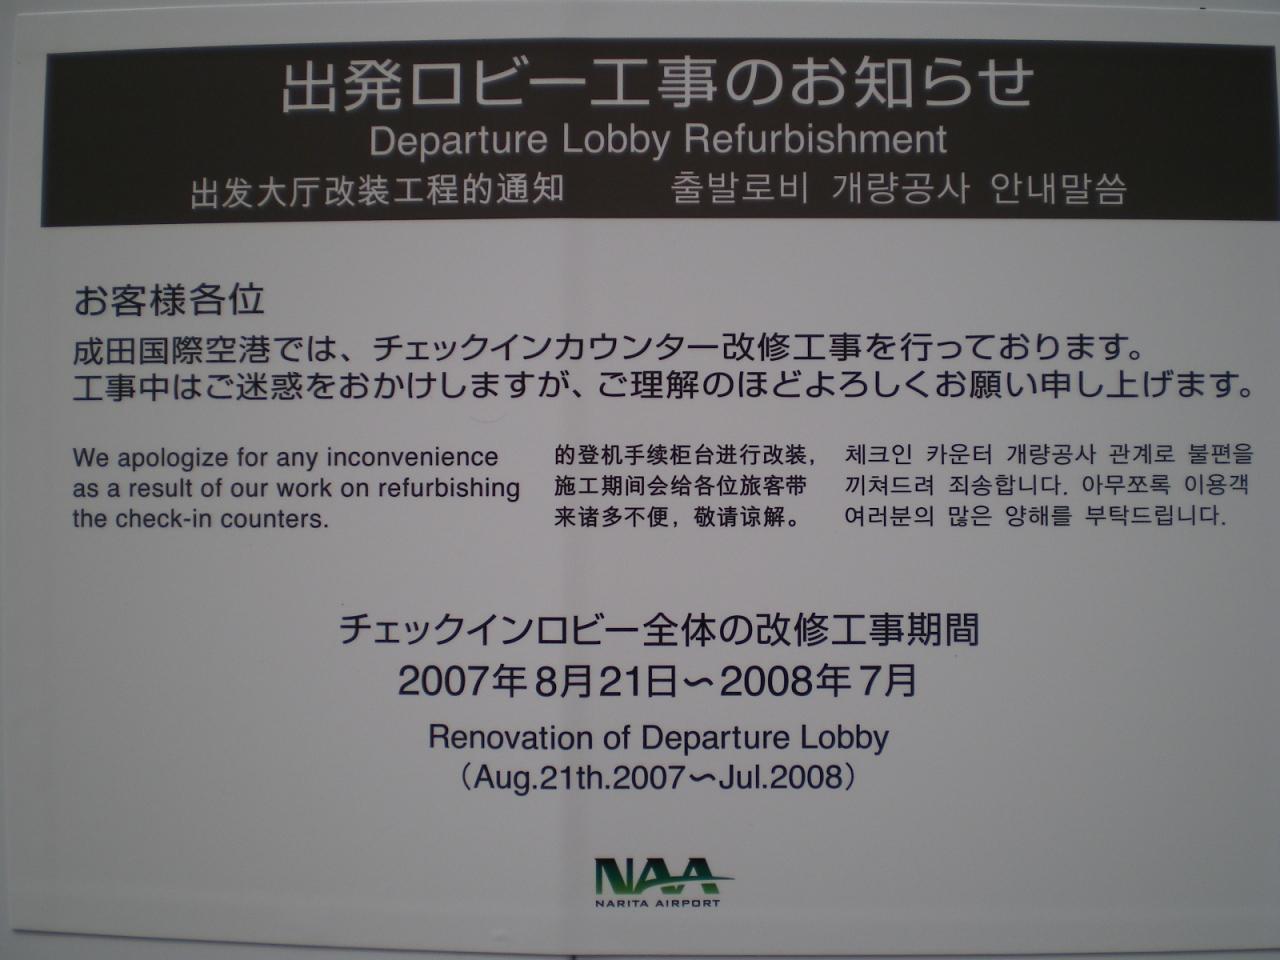 出発ロビー工事のお知らせ
Departure Lobby Refurbishment
出发大厅改装工程的通知
출발로비 개량공사 안내말씀
お客様各位
成田国際空港では、チェックインカウンター改修工事を行っております。
工事中はご迷惑をおかけしますが、ご理解のほどよろしくお願い申し上げます。
We apologize for any inconvenience
as a result of our work on refurbishing
the check-in counters.
的登机手续柜台进行改装，
施工期间会给各位旅客带
来诸多不便，敬请谅解。
체크인 카운터 개량공사 관계로 불편을
끼쳐드려 죄송합니다. 아무쪼록 이용객
여러분의 많은 양해를 부탁드립니다.
チェックインロビー全体の改修工事期間
2007年8月21日〜2008年7月
Renovation of Departure Lobby
（Aug.21th.2007〜Jul.2008）
NAA
NARITA AIRPORT